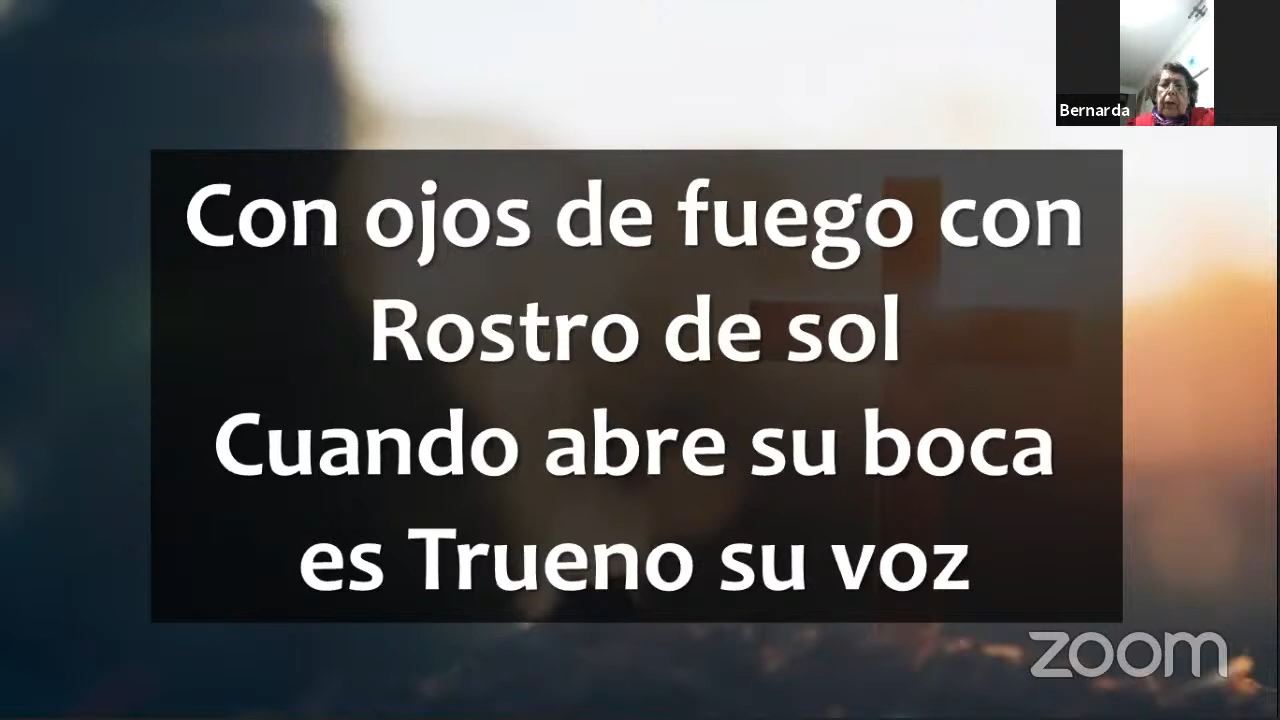 Bernarda
Con ojos de fuego con
Rostro de sol
Cuando abre su boca
es Trueno su voz
zoom